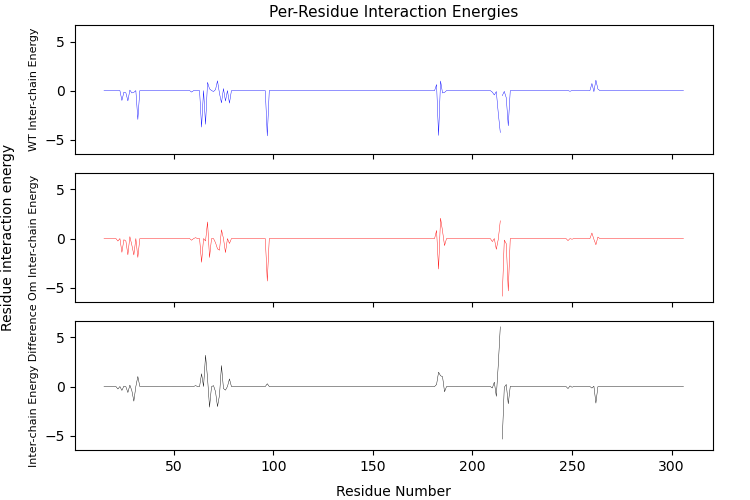 Per-Residue Interaction Energies
Residue interaction energy
WT Inter-chain Energy
5
0
−5
Om Inter-chain Energy
5
0
−5
Inter-chain Energy Difference
5
0
−5
50
100
150
200
250
300
Residue Number